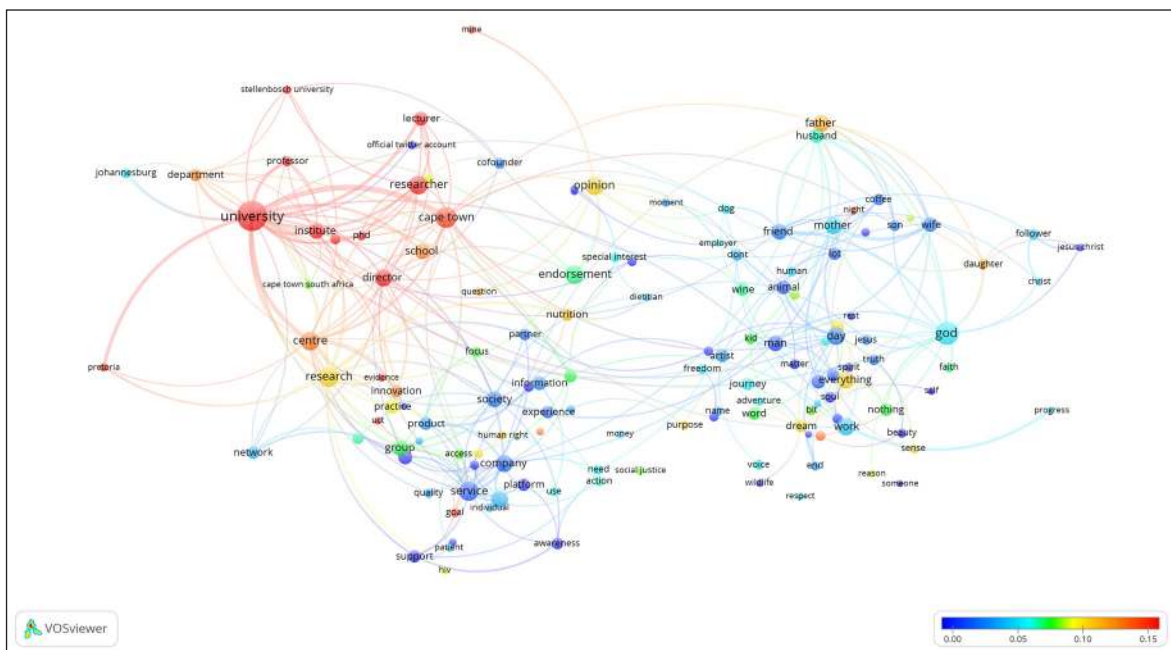 mine
stellenbosch university
lecturer
father
husband
official twitter account
professor
cofounder
johannesburg
department
researcher
opinion
coffee
moment
dog
night
university
cape town
institute
phd
friend
mother
son
wife
follower
school
employer
dont
lot
jesus christ
special interest
director
endorsement
human
daughter
cape town south africa
question
animal
christ
wine
dietitian
nutrition
rest
centre
partner
kid
man
day
jesus
god
focus
artist
matter
truth
pretoria
freedom
spirit
faith
research
evidence
information
journey
everything
innovation
society
adventure
soul
self
practice
experience
name
word
bit
nothing
progress
uct
product
purpose
dream
work
human right
money
beauty
group
access
sense
network
company
need
voice
end
social justice
action
reason
service
platform
quality
use
wildlife
someone
individual
respect
goal
patient
awareness
support
hiv
VOSviewer
0.00 0.05 0.10 0.15